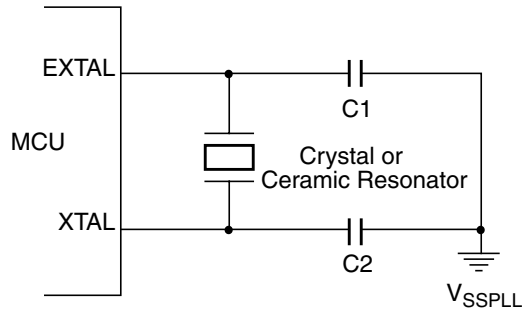 EXTAL
C1
MCU
Crystal or
Ceramic Resonator
XTAL
C2
VSSPLL